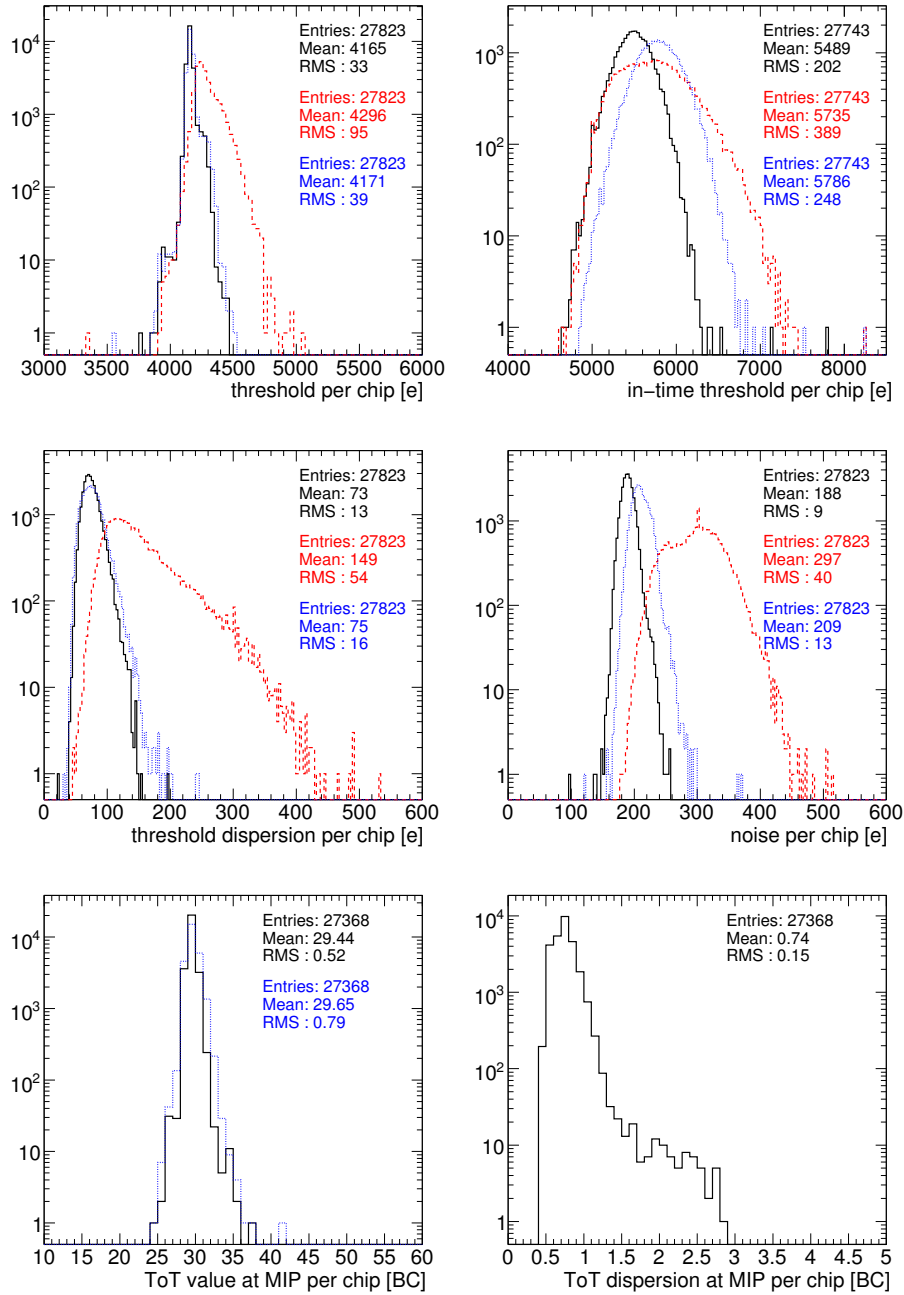 10⁴
10³
10²
10
1
3000 3500 4000 4500 5000 5500 6000
threshold per chip [e]
Entries: 27823
Mean: 4165
RMS : 33
Entries: 27823
Mean: 4296
RMS : 95
Entries: 27823
Mean: 4171
RMS : 39
10³
10²
10
1
4000 5000 6000 7000 8000
in−time threshold per chip [e]
Entries: 27743
Mean: 5489
RMS : 202
Entries: 27743
Mean: 5735
RMS : 389
Entries: 27743
Mean: 5786
RMS : 248
10³
10²
10
1
0 100 200 300 400 500 600
threshold dispersion per chip [e]
Entries: 27823
Mean: 73
RMS : 13
Entries: 27823
Mean: 149
RMS : 54
Entries: 27823
Mean: 75
RMS : 16
10³
10²
10
1
0 100 200 300 400 500 600
noise per chip [e]
Entries: 27823
Mean: 188
RMS : 9
Entries: 27823
Mean: 297
RMS : 40
Entries: 27823
Mean: 209
RMS : 13
10⁴
10³
10²
10
1
10 15 20 25 30 35 40 45 50 55 60
ToT value at MIP per chip [BC]
Entries: 27368
Mean: 29.44
RMS : 0.52
Entries: 27368
Mean: 29.65
RMS : 0.79
10⁴
10³
10²
10
1
0 0.5 1 1.5 2 2.5 3 3.5 4 4.5 5
ToT dispersion at MIP per chip [BC]
Entries: 27368
Mean: 0.74
RMS : 0.15